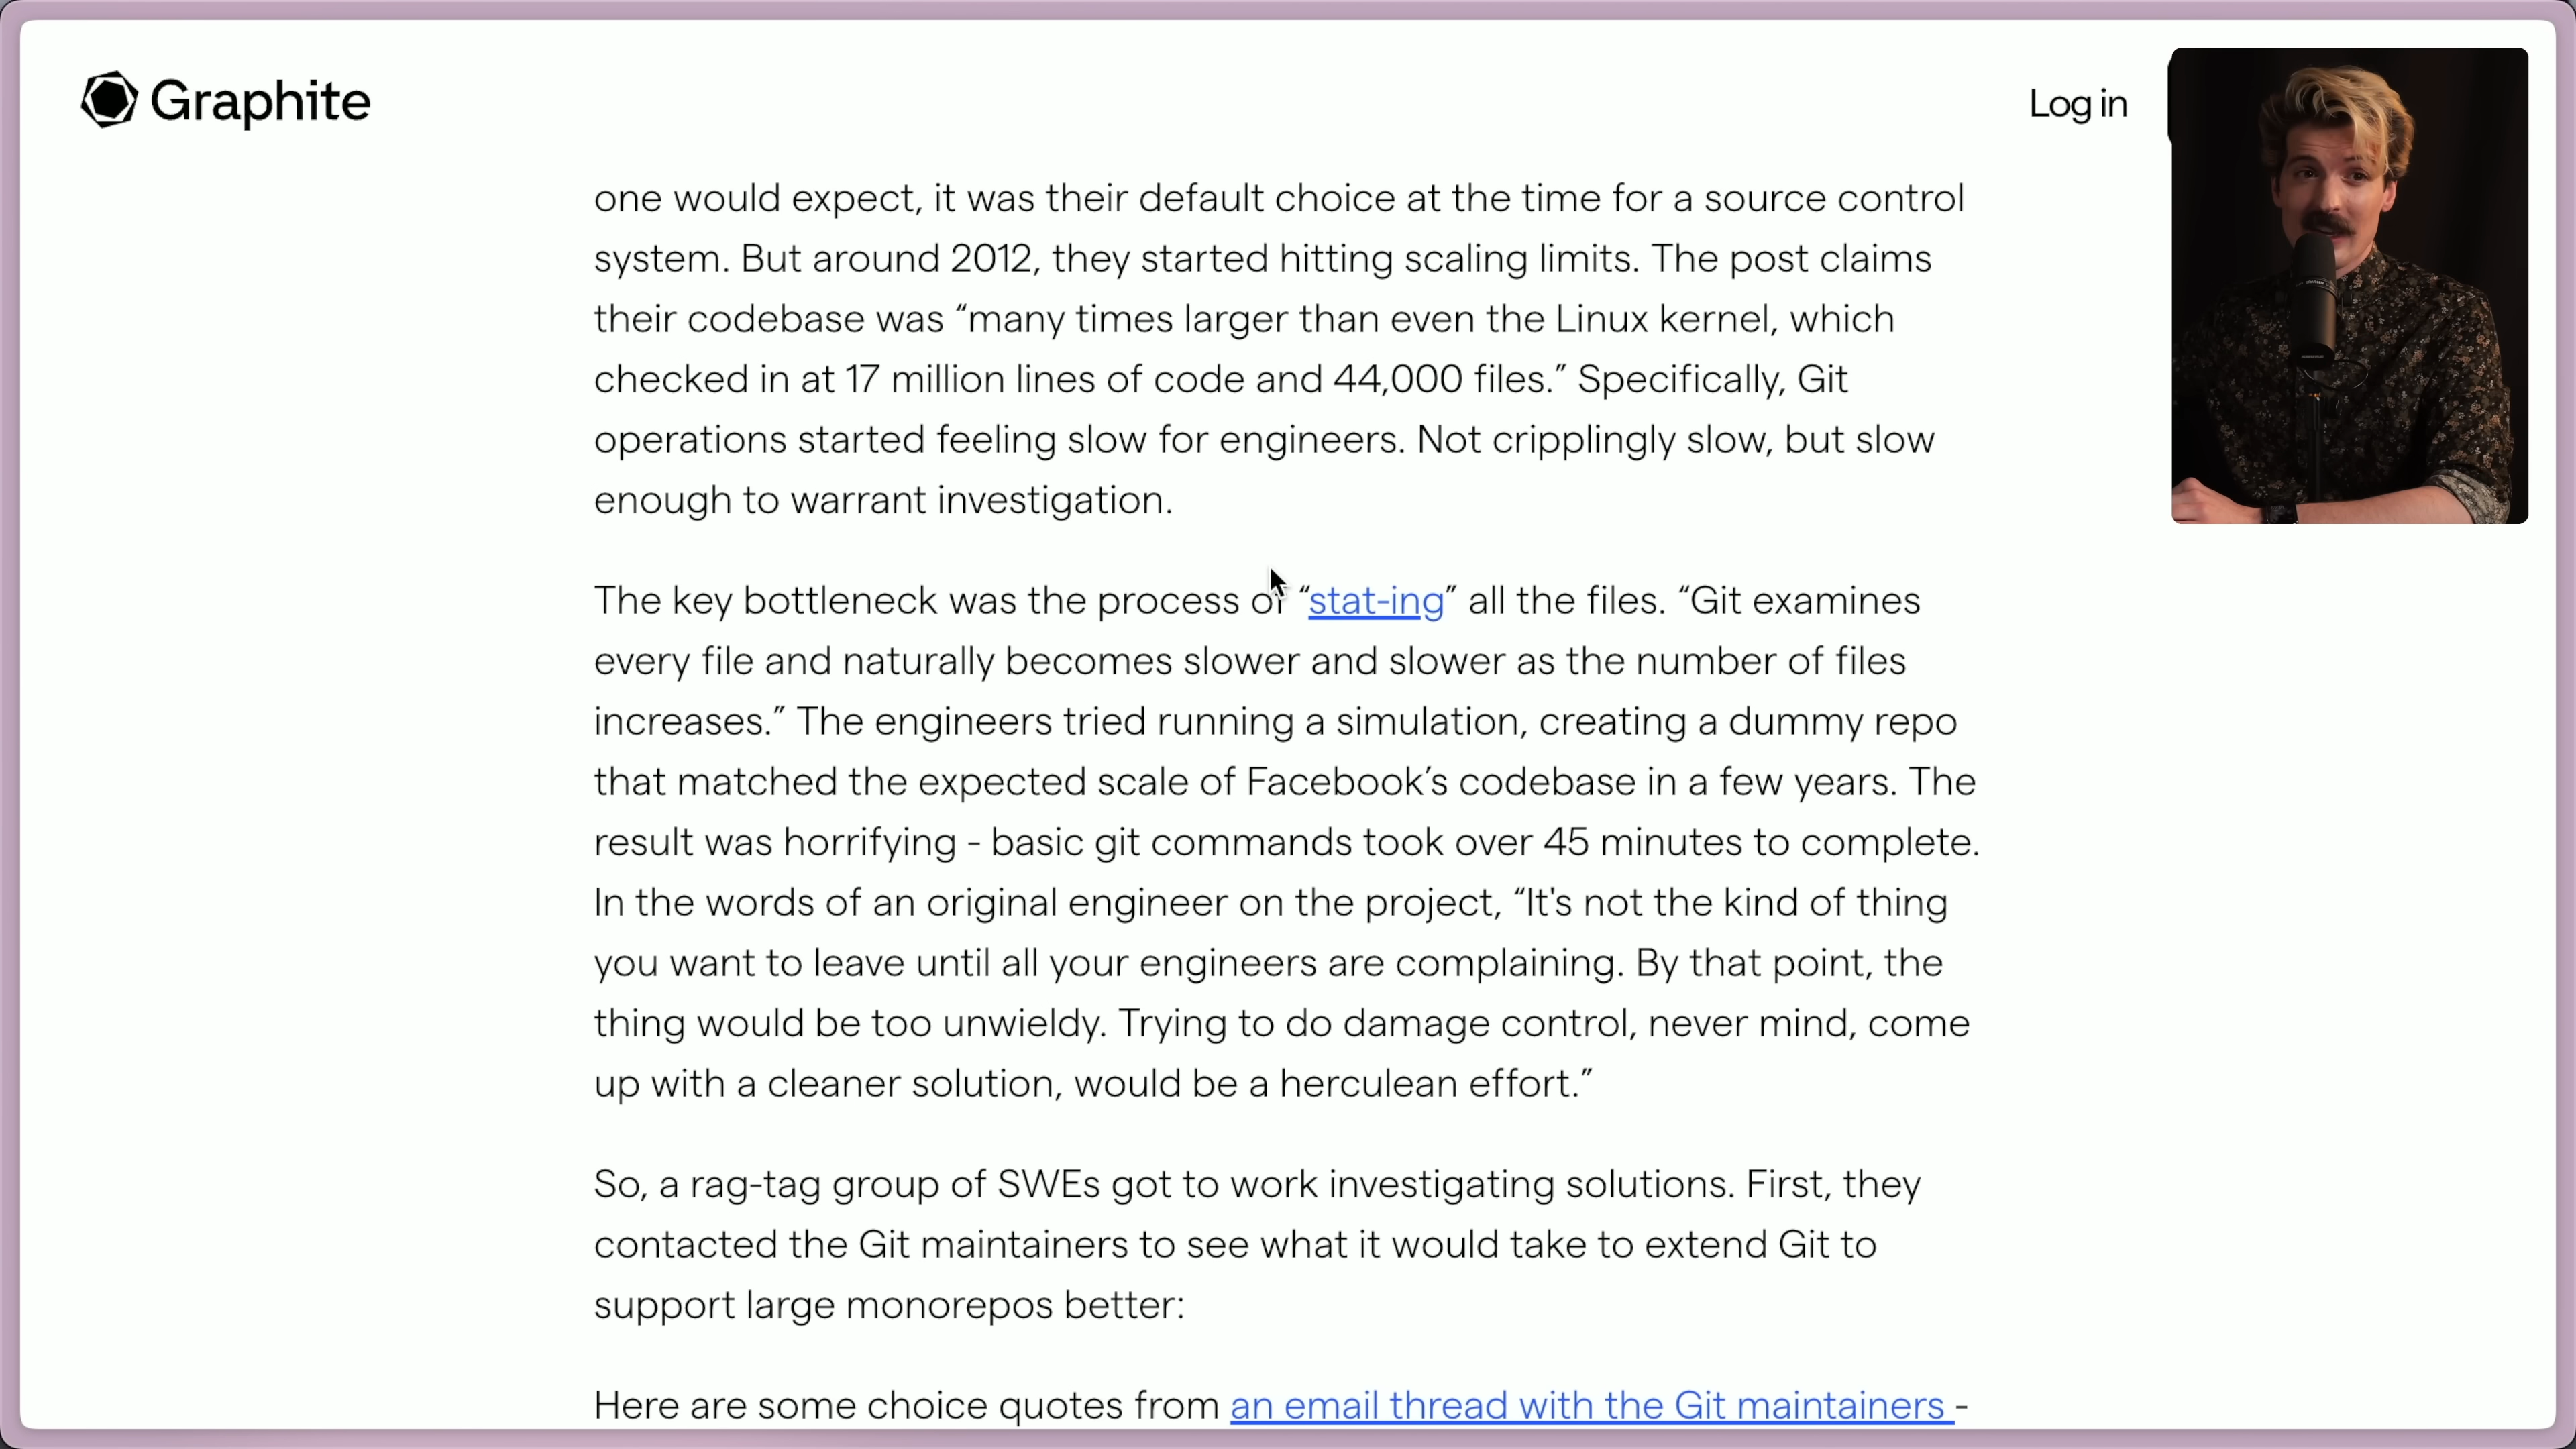 Graphite
Log in
one would expect, it was their default choice at the time for a source control
system. But around 2012, they started hitting scaling limits. The post claims
their codebase was “many times larger than even the Linux kernel, which
checked in at 17 million lines of code and 44,000 files.” Specifically, Git
operations started feeling slow for engineers. Not cripplingly slow, but slow
enough to warrant investigation.
The key bottleneck was the process of “stat-ing” all the files. “Git examines
every file and naturally becomes slower and slower as the number of files
increases.” The engineers tried running a simulation, creating a dummy repo
that matched the expected scale of Facebook’s codebase in a few years. The
result was horrifying - basic git commands took over 45 minutes to complete.
In the words of an original engineer on the project, “It's not the kind of thing
you want to leave until all your engineers are complaining. By that point, the
thing would be too unwieldy. Trying to do damage control, never mind, come
up with a cleaner solution, would be a herculean effort.”
So, a rag-tag group of SWEs got to work investigating solutions. First, they
contacted the Git maintainers to see what it would take to extend Git to
support large monorepos better:
Here are some choice quotes from an email thread with the Git maintainers -